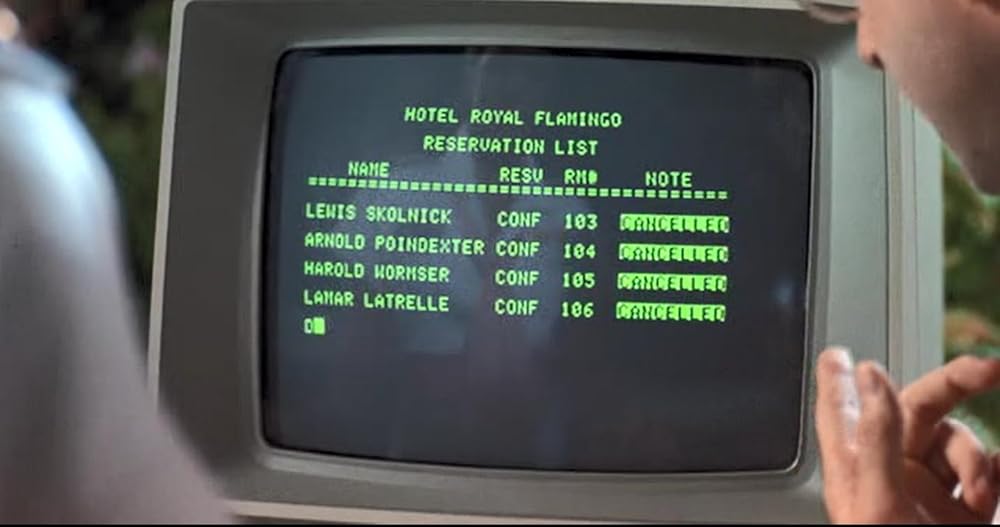 HOTEL ROYAL FLAMINGO
RESERVATION LIST
NAME RESV RM# NOTE
LEWIS SKOLNICK CONF 103 CANCELLED
ARNOLD POINDEXTER CONF 104 CANCELLED
HAROLD WORMSER CONF 105 CANCELLED
LAMAR LATRELLE CONF 106 CANCELLED
D